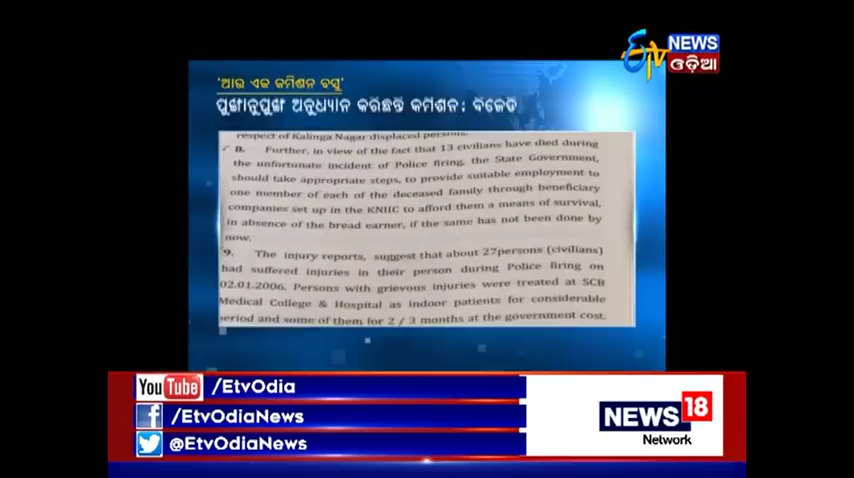 ETV NEWS
ଓଡ଼ିଆ
'ଆଉ ଏକ କମିଶନ ବସୁ'
ପୁଙ୍ଖାନୁପୁଙ୍ଖ ଅନୁଧ୍ୟାନ କରିଛନ୍ତି କମିଶନ: ବିଜେଡି
respect of Kalinga Nagar displaced persons.
8. Further, in view of the fact that 13 civilians have died during
the unfortunate incident of Police firing, the State Government,
should take appropriate steps, to provide suitable employment to
one member of each of the deceased family through beneficiary
companies set up in the KNIIC to afford them a means of survival,
in absence of the bread earner, if the same has not been done by
now.
9. The injury reports, suggest that about 27persons (civilians)
had suffered injuries in their person during Police firing on
02.01.2006. Persons with grievous injuries were treated at SCB
Medical College & Hospital as indoor patients for considerable
period and some of them for 2 / 3 months at the government cost.
YouTube /EtvOdia
f /EtvOdiaNews
@EtvOdiaNews
NEWS 18
Network